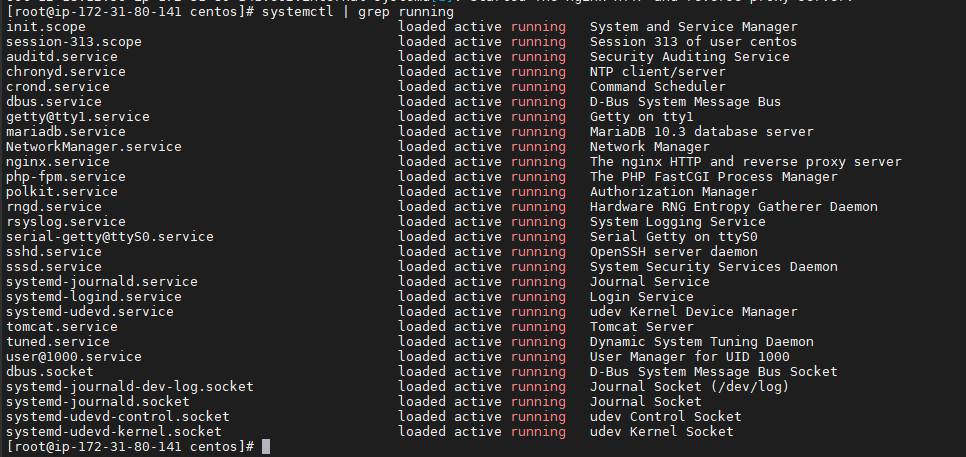 [root@ip-172-31-80-141 centos]# systemctl | grep running
init.scope loaded active running System and Service Manager
session-313.scope loaded active running Session 313 of user centos
auditd.service loaded active running Security Auditing Service
chronyd.service loaded active running NTP client/server
crond.service loaded active running Command Scheduler
dbus.service loaded active running D-Bus System Message Bus
getty@tty1.service loaded active running Getty on tty1
mariadb.service loaded active running MariaDB 10.3 database server
NetworkManager.service loaded active running Network Manager
nginx.service loaded active running The nginx HTTP and reverse proxy server
php-fpm.service loaded active running The PHP FastCGI Process Manager
polkit.service loaded active running Authorization Manager
rngd.service loaded active running Hardware RNG Entropy Gatherer Daemon
rsyslog.service loaded active running System Logging Service
serial-getty@ttyS0.service loaded active running Serial Getty on ttyS0
sshd.service loaded active running OpenSSH server daemon
sssd.service loaded active running System Security Services Daemon
systemd-journald.service loaded active running Journal Service
systemd-logind.service loaded active running Login Service
systemd-udevd.service loaded active running udev Kernel Device Manager
tomcat.service loaded active running Tomcat Server
tuned.service loaded active running Dynamic System Tuning Daemon
user@1000.service loaded active running User Manager for UID 1000
dbus.socket loaded active running D-Bus System Message Bus Socket
systemd-journald-dev-log.socket loaded active running Journal Socket (/dev/log)
systemd-journald.socket loaded active running Journal Socket
systemd-udevd-control.socket loaded active running udev Control Socket
systemd-udevd-kernel.socket loaded active running udev Kernel Socket
[root@ip-172-31-80-141 centos]#